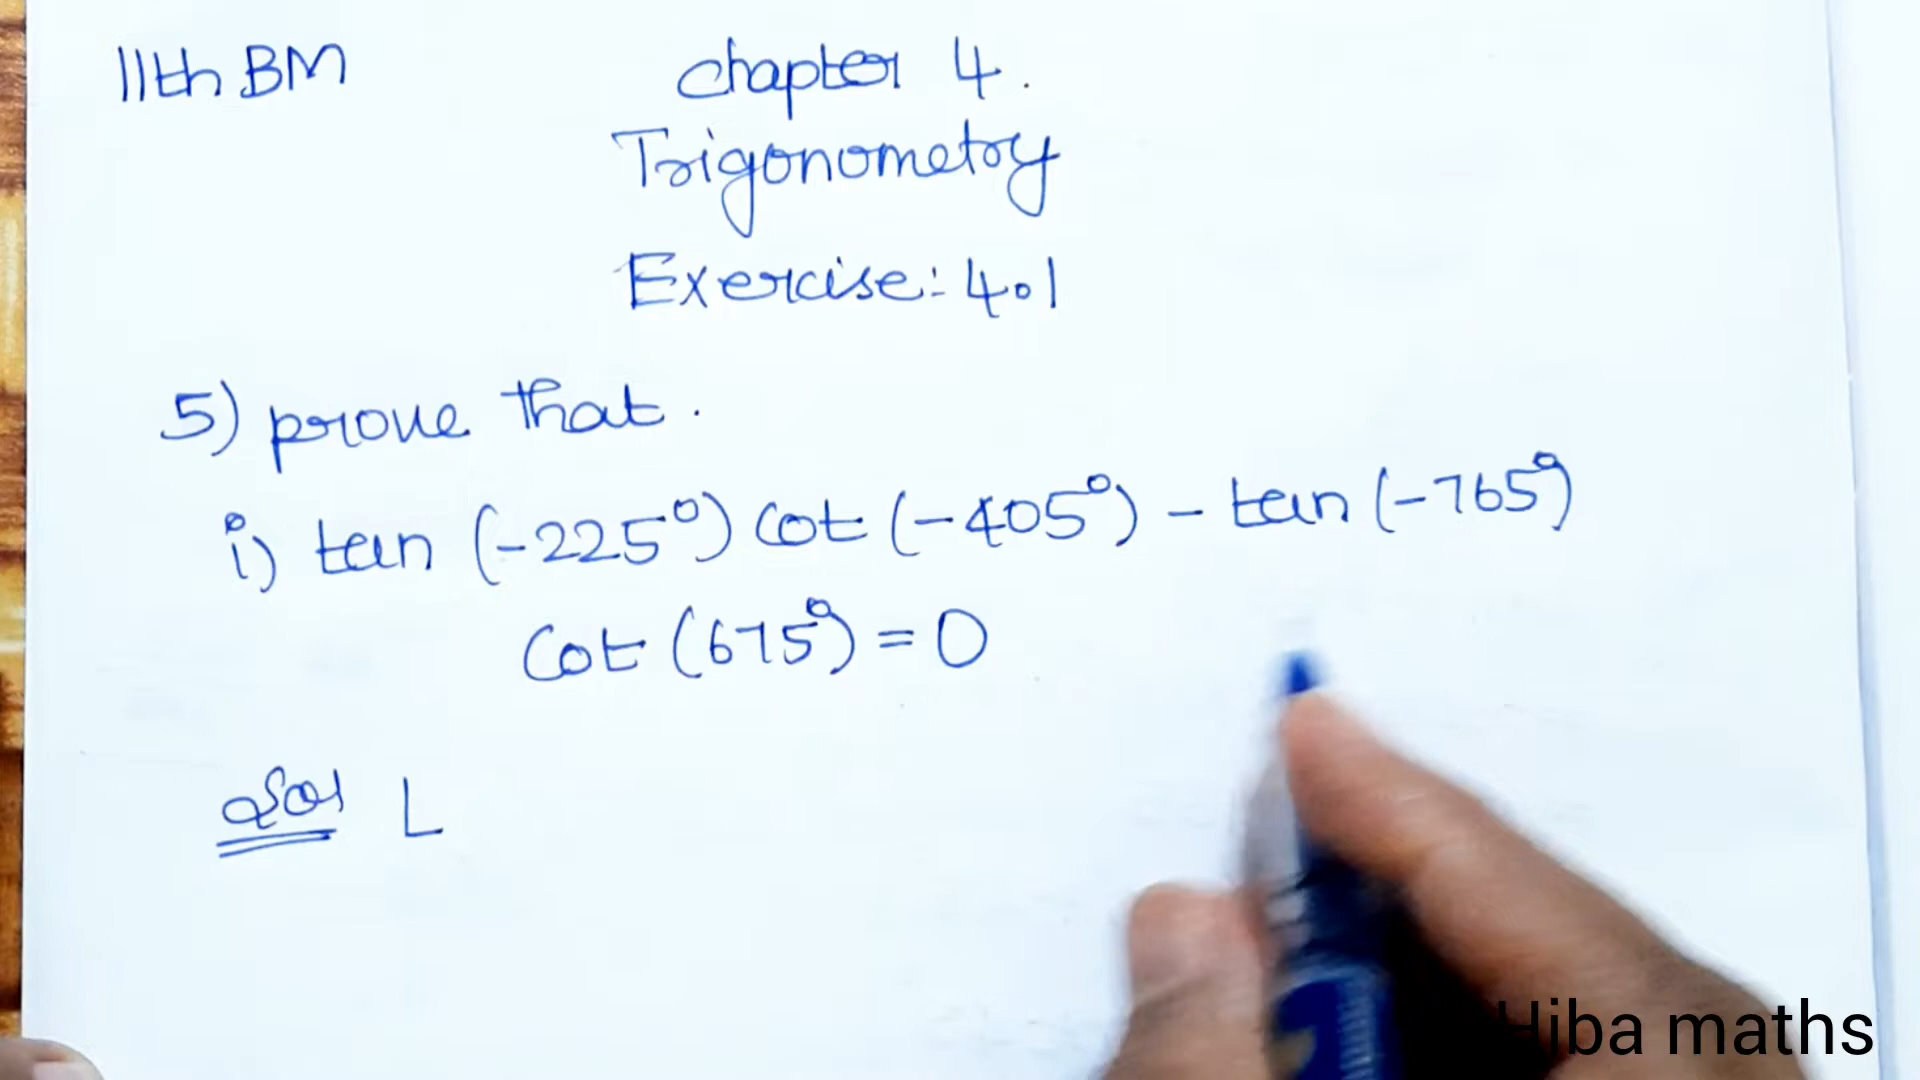 11th BM
chapter 4.
Trigonometry
Exercise:- 4.1
5) prove that.
i) tan (-225°) cot (-405°) - tan (-765°)
cot (675°) = 0
Sol L
Hiba maths